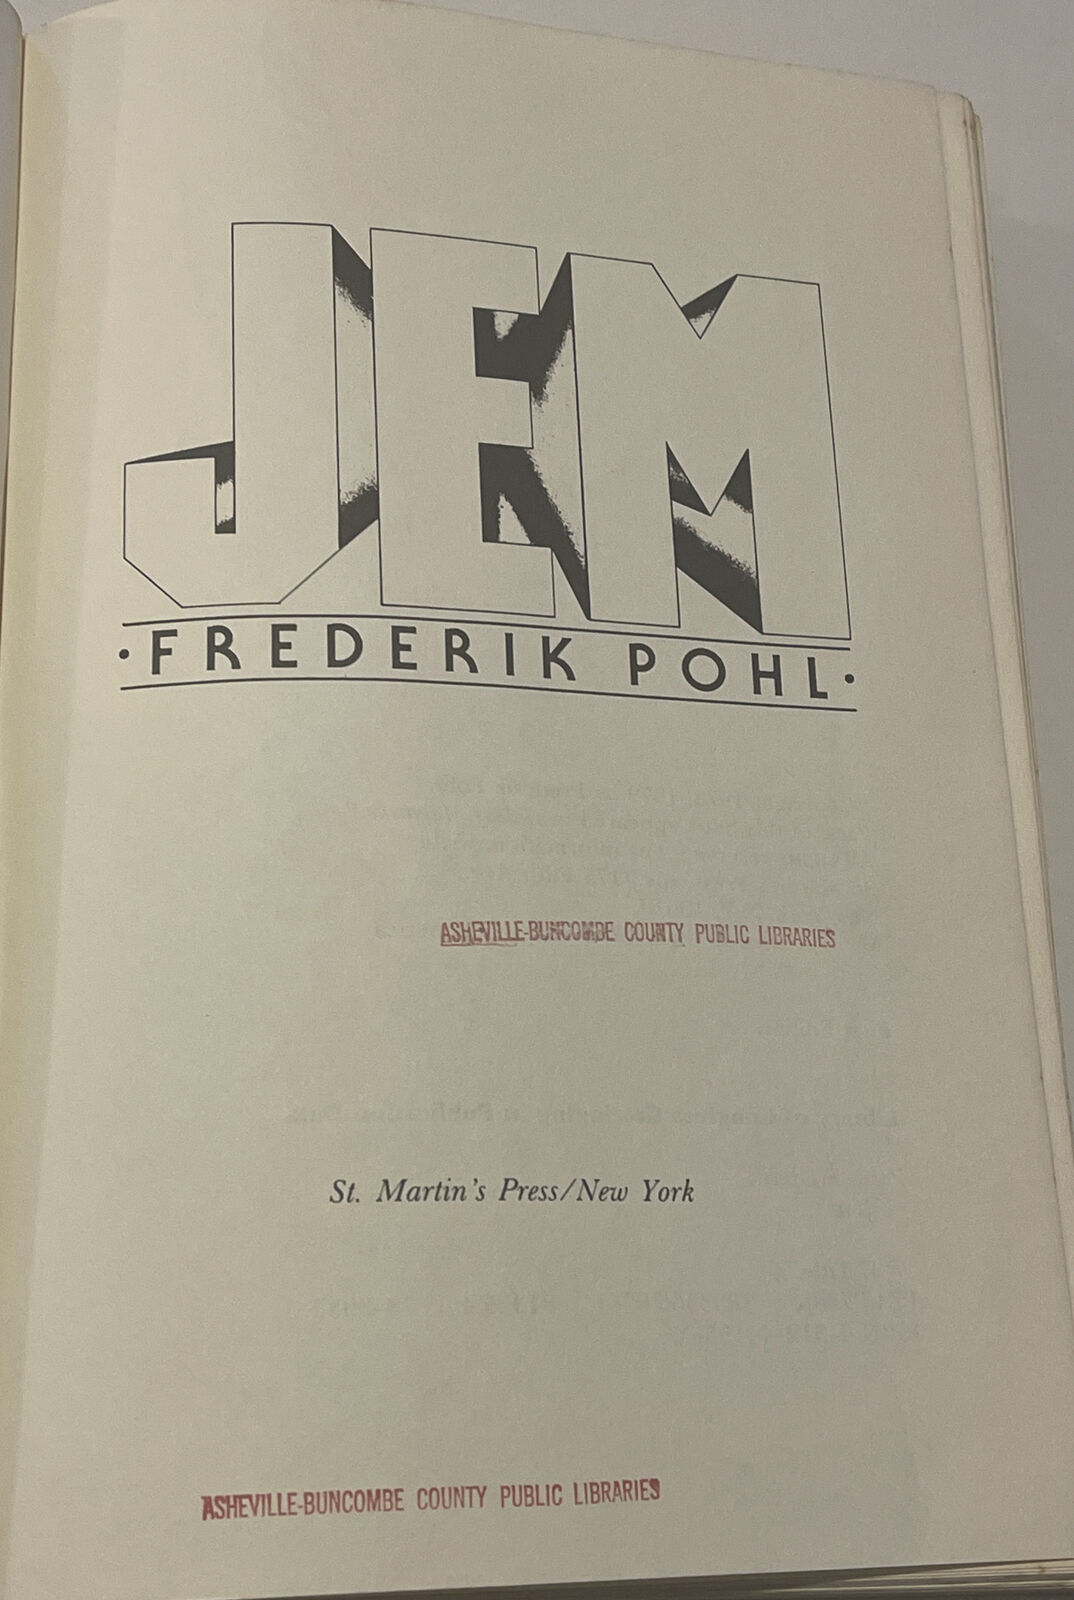 JEM
·FREDERIK POHL·
ASHEVILLE-BUNCOMBE COUNTY PUBLIC LIBRARIES
St. Martin's Press/New York
ASHEVILLE-BUNCOMBE COUNTY PUBLIC LIBRARIES